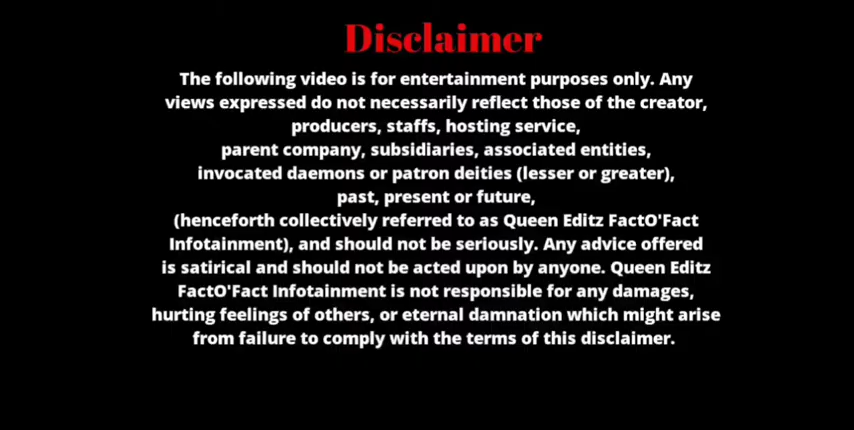 Disclaimer
The following video is for entertainment purposes only. Any
views expressed do not necessarily reflect those of the creator,
producers, staffs, hosting service,
parent company, subsidiaries, associated entities,
invocated daemons or patron deities (lesser or greater),
past, present or future,
(henceforth collectively referred to as Queen Editz FactO'Fact
Infotainment), and should not be seriously. Any advice offered
is satirical and should not be acted upon by anyone. Queen Editz
FactO'Fact Infotainment is not responsible for any damages,
hurting feelings of others, or eternal damnation which might arise
from failure to comply with the terms of this disclaimer.